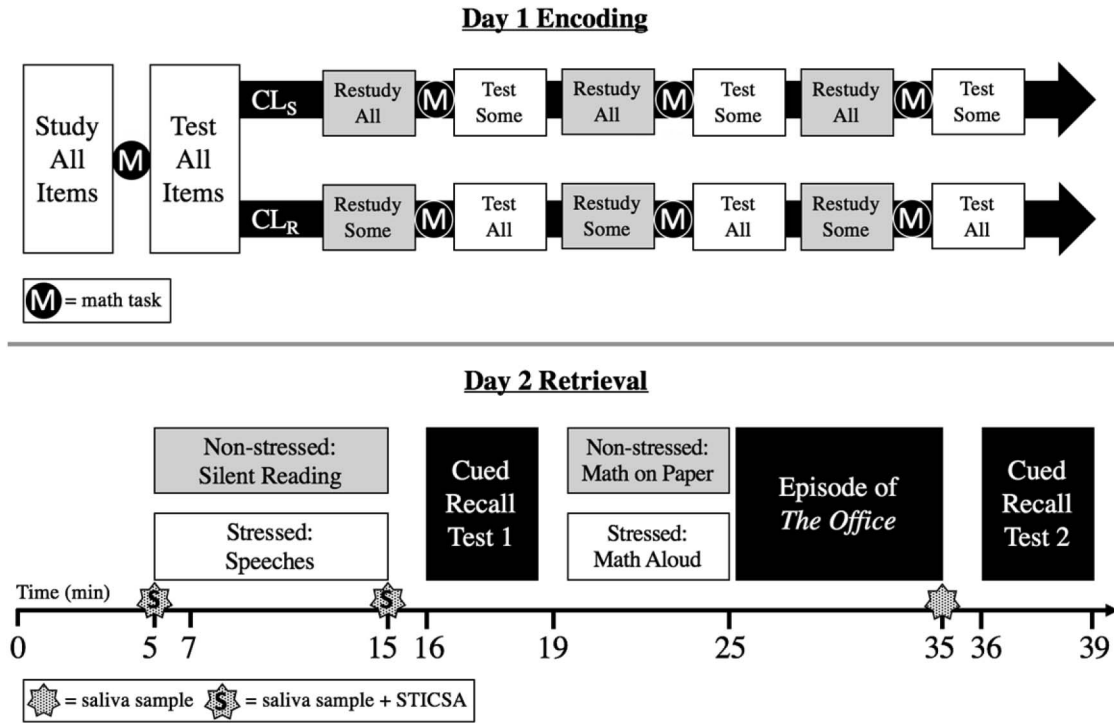 Day 1 Encoding
Study
All
Items
M
Test
All
Items
CLS
Restudy
All
M
Test
Some
Restudy
All
M
Test
Some
Restudy
All
M
Test
Some
CLR
Restudy
Some
M
Test
All
Restudy
Some
M
Test
All
Restudy
Some
M
Test
All
M = math task
Day 2 Retrieval
Non-stressed:
Silent Reading
Stressed:
Speeches
Cued
Recall
Test 1
Non-stressed:
Math on Paper
Stressed:
Math Aloud
Episode of
The Office
Cued
Recall
Test 2
Time (min)
S
S
0 5 7 15 16 19 25 35 36 39
= saliva sample S = saliva sample + STICSA